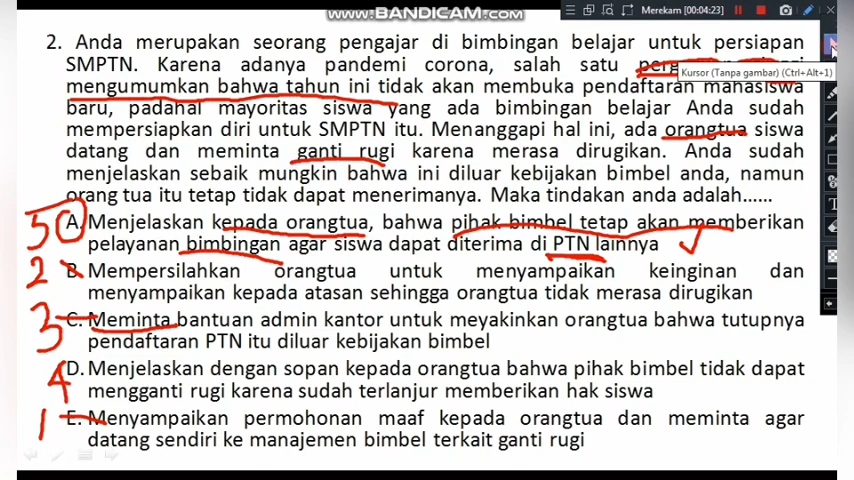 www.BANDICAM.com
Merekam [00:04:23]
2. Anda merupakan seorang pengajar di bimbingan belajar untuk persiapan
SMPTN. Karena adanya pandemi corona, salah satu
Kursor (Tanpa gambar) (Ctrl+Alt+1)
mengumumkan bahwa tahun ini tidak akan membuka pendaftaran mahasiswa
baru, padahal mayoritas siswa yang ada bimbingan belajar Anda sudah
mempersiapkan diri untuk SMPTN itu. Menanggapi hal ini, ada orangtua siswa
datang dan meminta ganti rugi karena merasa dirugikan. Anda sudah
menjelaskan sebaik mungkin bahwa ini diluar kebijakan bimbel anda, namun
orang tua itu tetap tidak dapat menerimanya. Maka tindakan anda adalah......
50 A. Menjelaskan kepada orangtua, bahwa pihak bimbel tetap akan memberikan
pelayanan bimbingan agar siswa dapat diterima di PTN lainnya
2 B. Mempersilahkan orangtua untuk menyampaikan keinginan dan
menyampaikan kepada atasan sehingga orangtua tidak merasa dirugikan
3 C. Meminta bantuan admin kantor untuk meyakinkan orangtua bahwa tutupnya
pendaftaran PTN itu diluar kebijakan bimbel
4 D. Menjelaskan dengan sopan kepada orangtua bahwa pihak bimbel tidak dapat
mengganti rugi karena sudah terlanjur memberikan hak siswa
1 E. Menyampaikan permohonan maaf kepada orangtua dan meminta agar
datang sendiri ke manajemen bimbel terkait ganti rugi